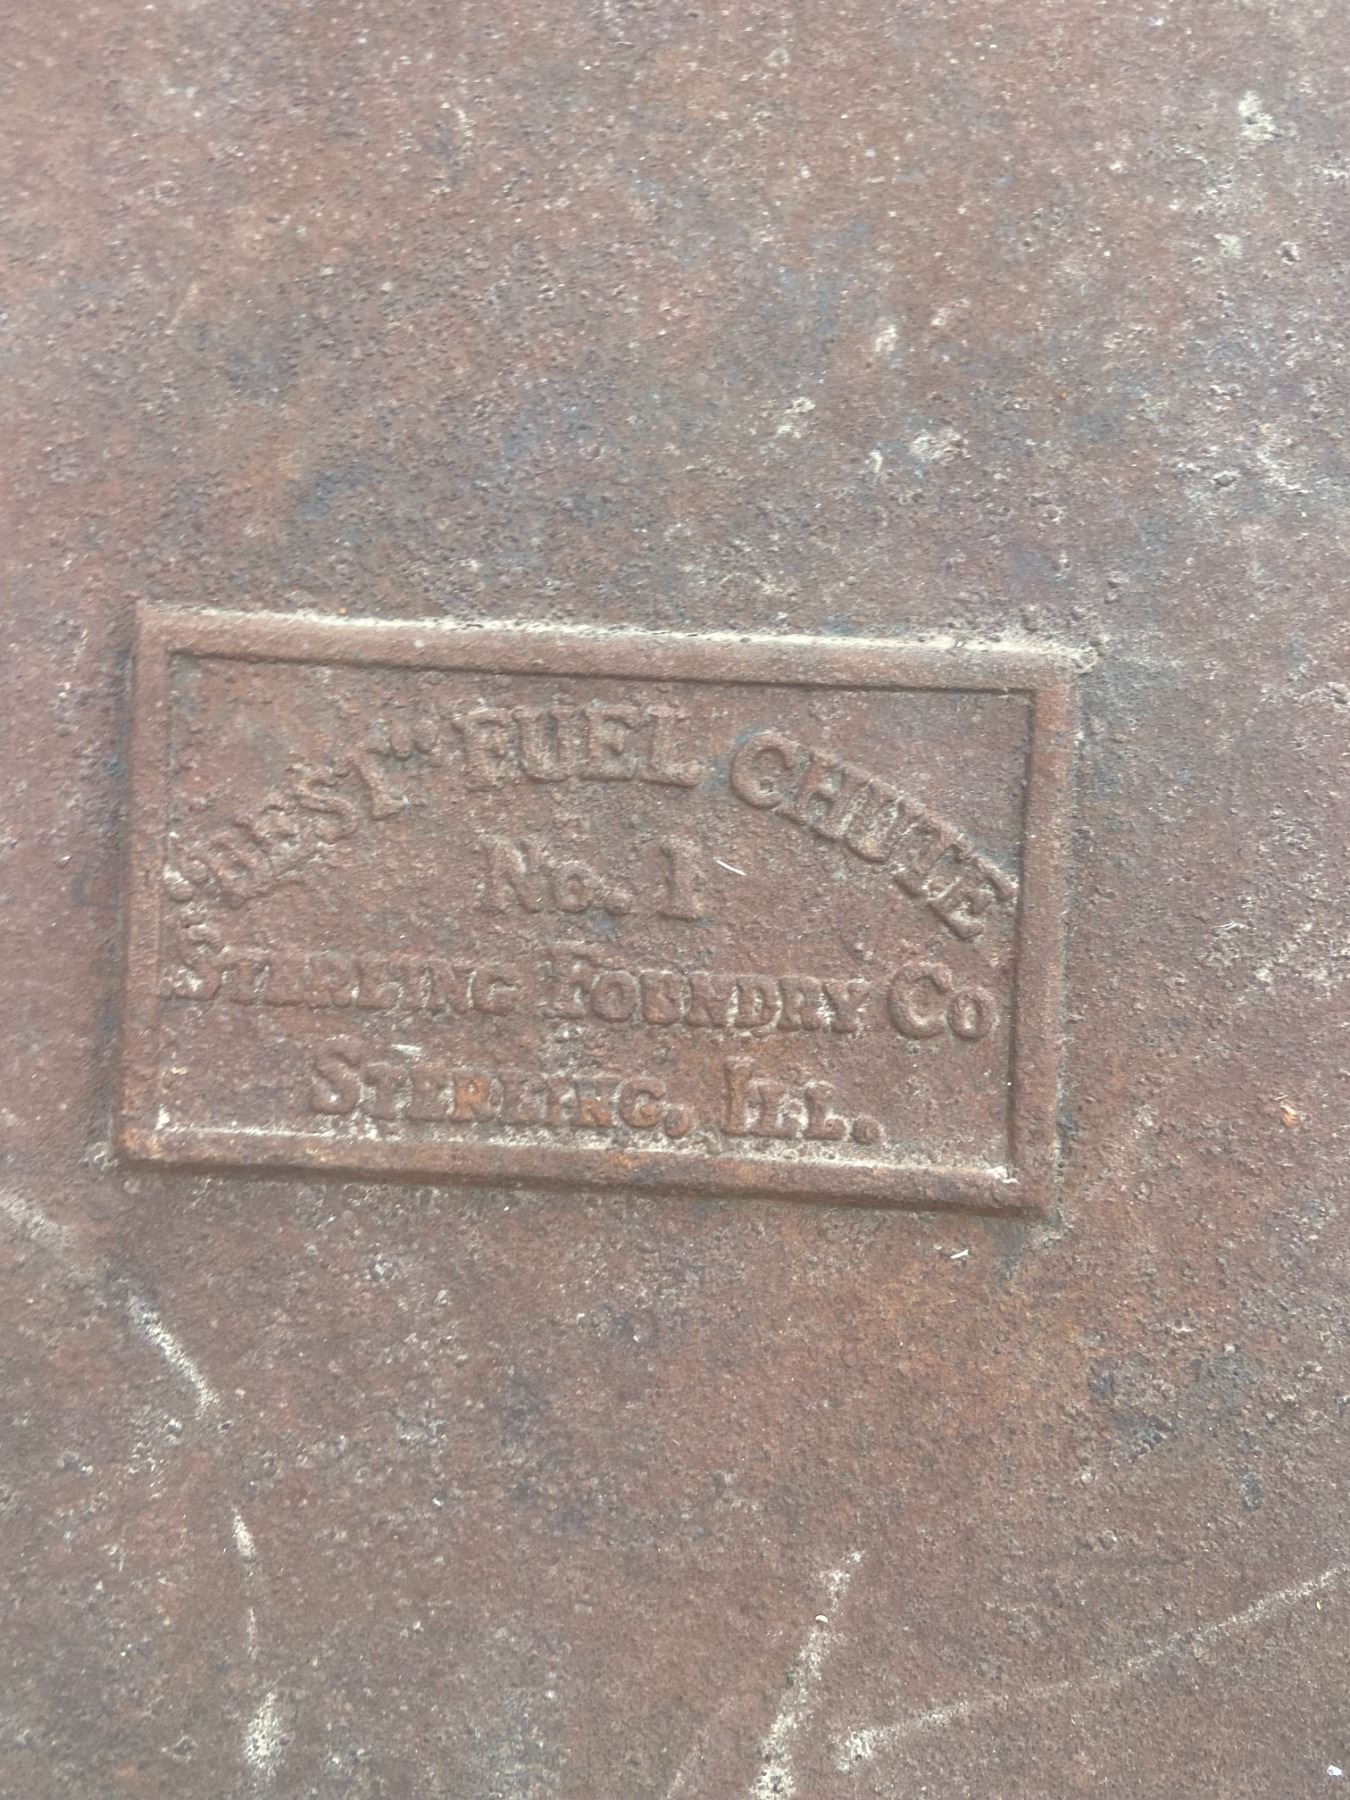 "BEST" FUEL CHUTE
No. 1
STERLING FOUNDRY CO
STERLING, ILL.